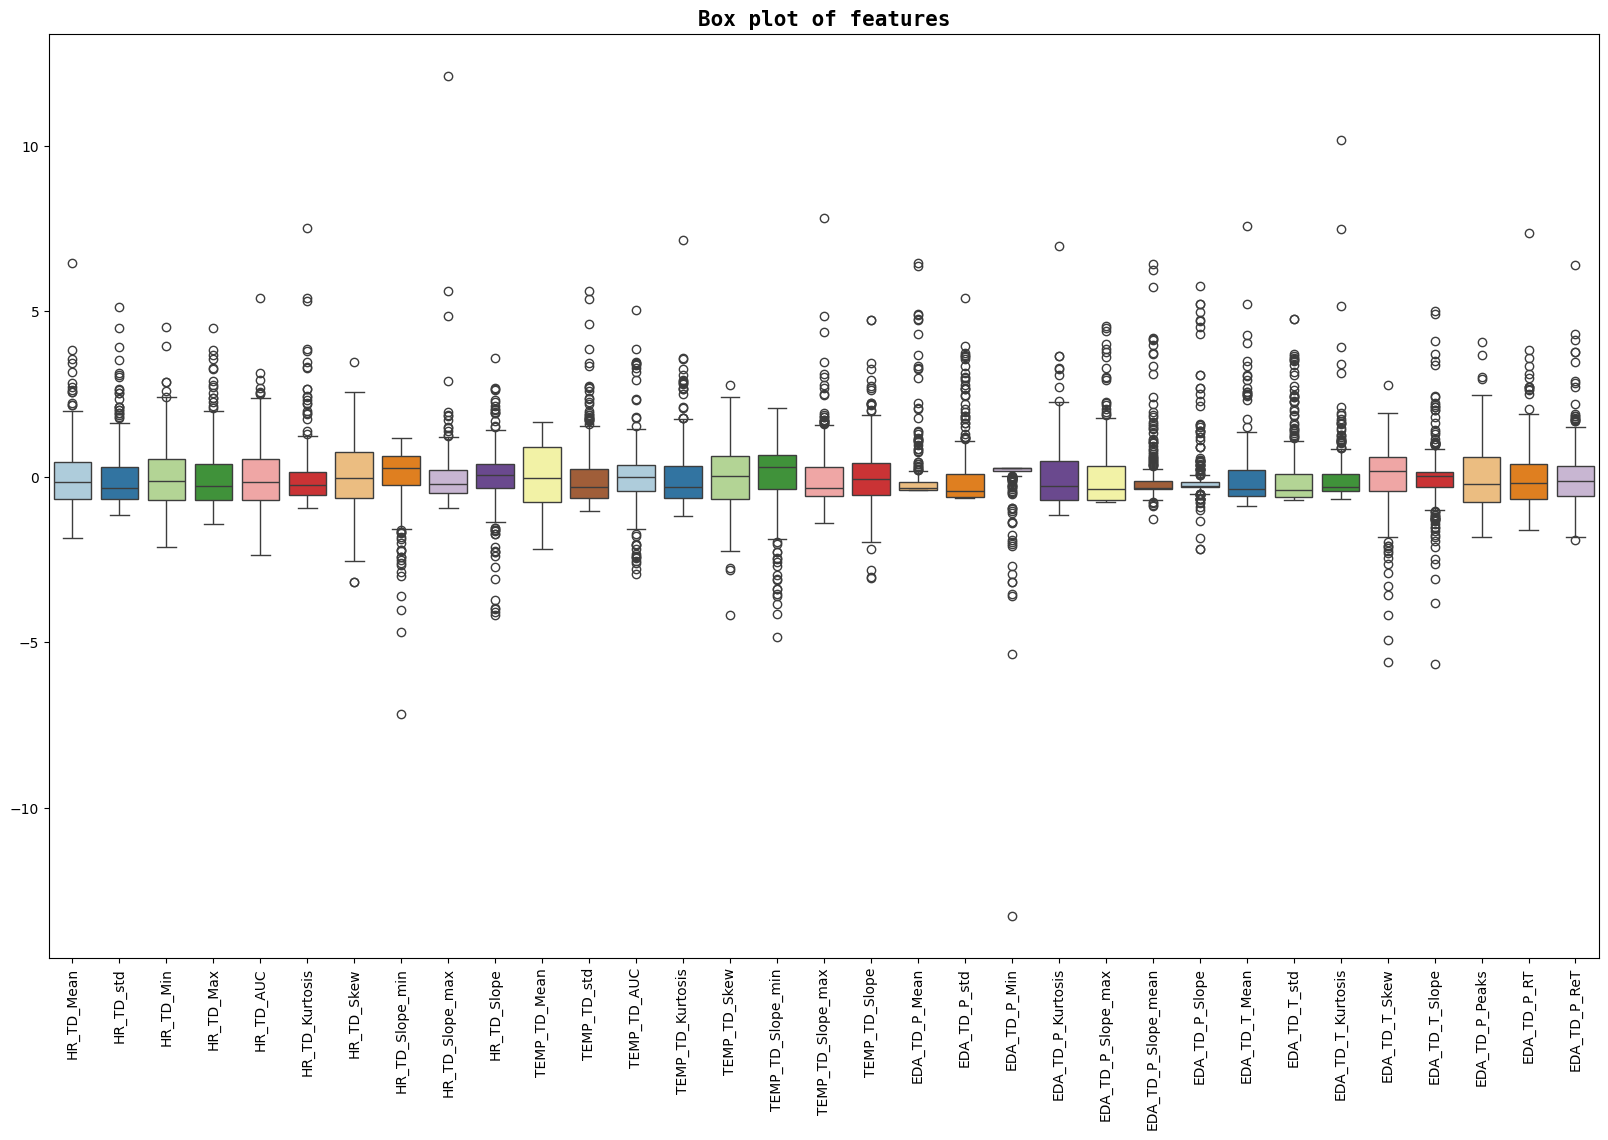 Box plot of features
10
5
0
−5
−10
HR_TD_Mean
HR_TD_std
HR_TD_Min
HR_TD_Max
HR_TD_AUC
HR_TD_Kurtosis
HR_TD_Skew
HR_TD_Slope_min
HR_TD_Slope_max
HR_TD_Slope
TEMP_TD_Mean
TEMP_TD_std
TEMP_TD_AUC
TEMP_TD_Kurtosis
TEMP_TD_Skew
TEMP_TD_Slope_min
TEMP_TD_Slope_max
TEMP_TD_Slope
EDA_TD_P_Mean
EDA_TD_P_std
EDA_TD_P_Min
EDA_TD_P_Kurtosis
EDA_TD_P_Slope_max
EDA_TD_P_Slope_mean
EDA_TD_P_Slope
EDA_TD_T_Mean
EDA_TD_T_std
EDA_TD_T_Kurtosis
EDA_TD_T_Skew
EDA_TD_T_Slope
EDA_TD_P_Peaks
EDA_TD_P_RT
EDA_TD_P_ReT